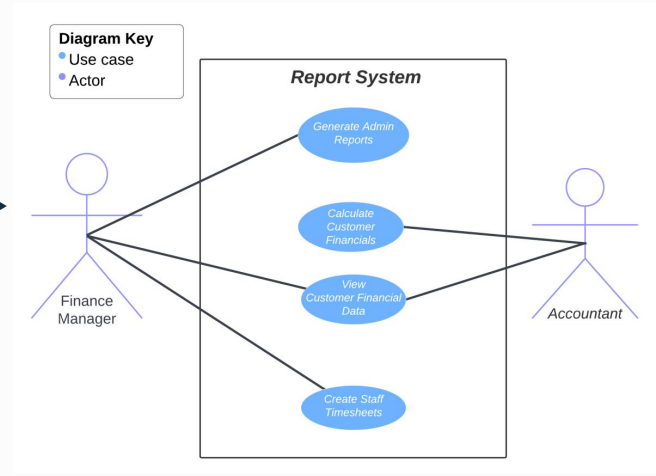 Diagram Key
Use case
Actor
Report System
Generate Admin
Reports
Calculate
Customer
Financials
View
Customer Financial
Data
Create Staff
Timesheets
Finance
Manager
Accountant